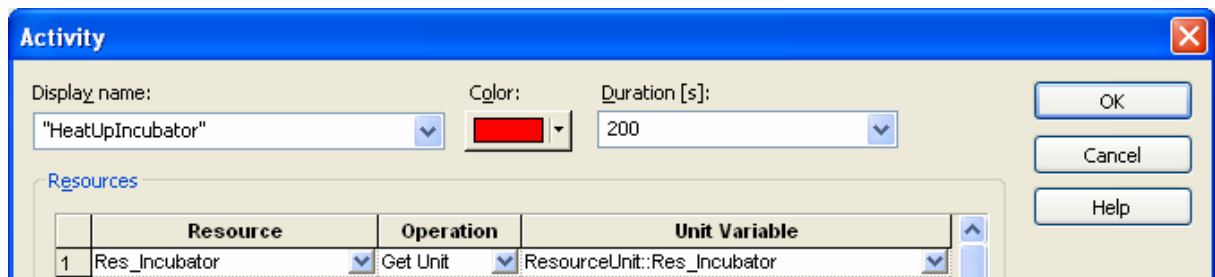 Activity
Display name: Color: Duration [s]:
"HeatUpIncubator" 200
OK
Cancel
Help
Resources
Resource Operation Unit Variable
1 Res_Incubator Get Unit ResourceUnit::Res_Incubator